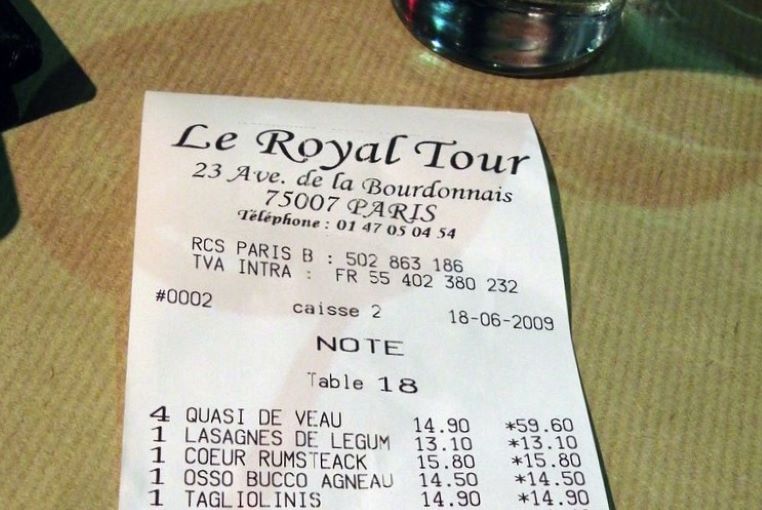 Le Royal Tour
23 Ave. de la Bourdonnais
75007 PARIS
Téléphone : 01 47 05 04 54
RCS PARIS B : 502 863 186
TVA INTRA : FR 55 402 380 232
#0002 caisse 2 18-06-2009
NOTE
Table 18
4 QUASI DE VEAU 14.90 *59.60
1 LASAGNES DE LEGUM 13.10 *13.10
1 COEUR RUMSTEACK 15.80 *15.80
1 OSSO BUCCO AGNEAU 14.50 *14.50
1 TAGLIOLINIS 14.90 *14.90